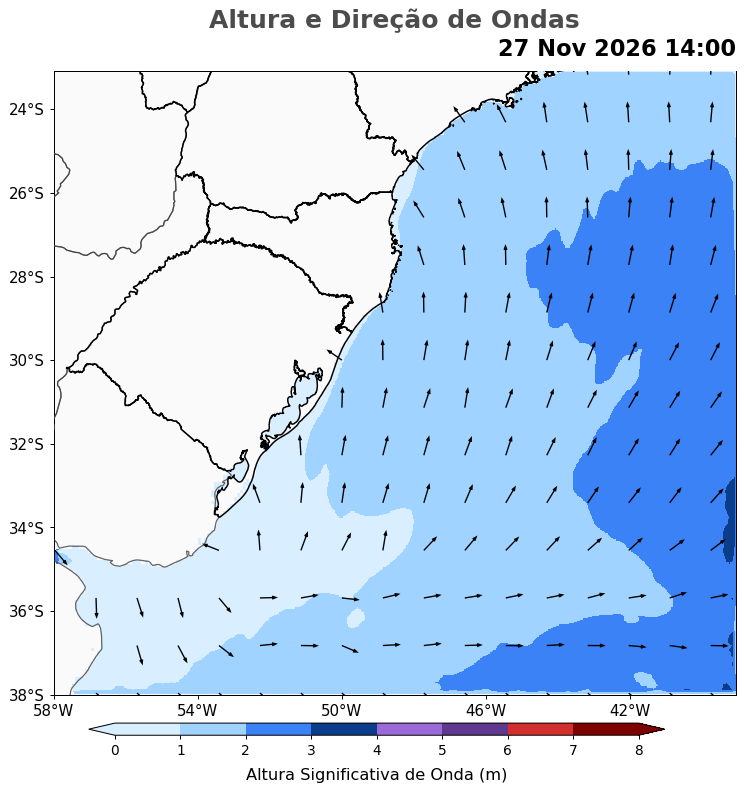 Altura e Direção de Ondas
27 Nov 2026 14:00
24°S
26°S
28°S
30°S
32°S
34°S
36°S
38°S
58°W 54°W 50°W 46°W 42°W
0 1 2 3 4 5 6 7 8
Altura Significativa de Onda (m)